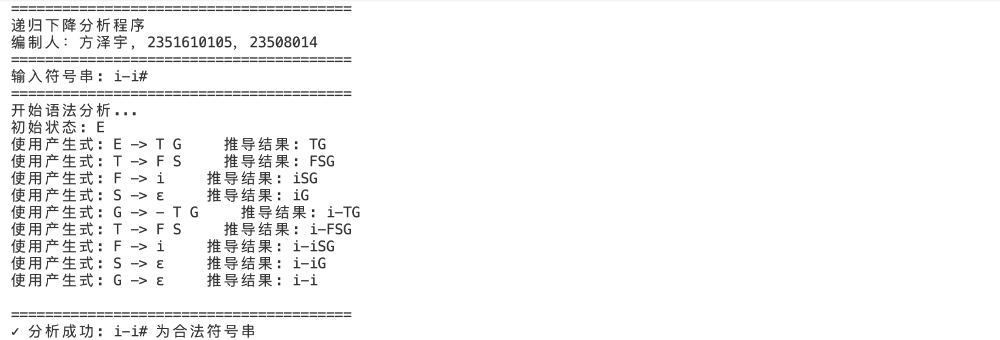 ========================================
递归下降分析程序
编制人：方泽宇, 2351610105, 23508014
========================================
输入符号串: i-i#
========================================
开始语法分析...
初始状态: E
使用产生式: E -> T G     推导结果: TG
使用产生式: T -> F S     推导结果: FSG
使用产生式: F -> i     推导结果: iSG
使用产生式: S -> ε     推导结果: iG
使用产生式: G -> - T G     推导结果: i-TG
使用产生式: T -> F S     推导结果: i-FSG
使用产生式: F -> i     推导结果: i-iSG
使用产生式: S -> ε     推导结果: i-iG
使用产生式: G -> ε     推导结果: i-i
========================================
✓ 分析成功: i-i# 为合法符号串